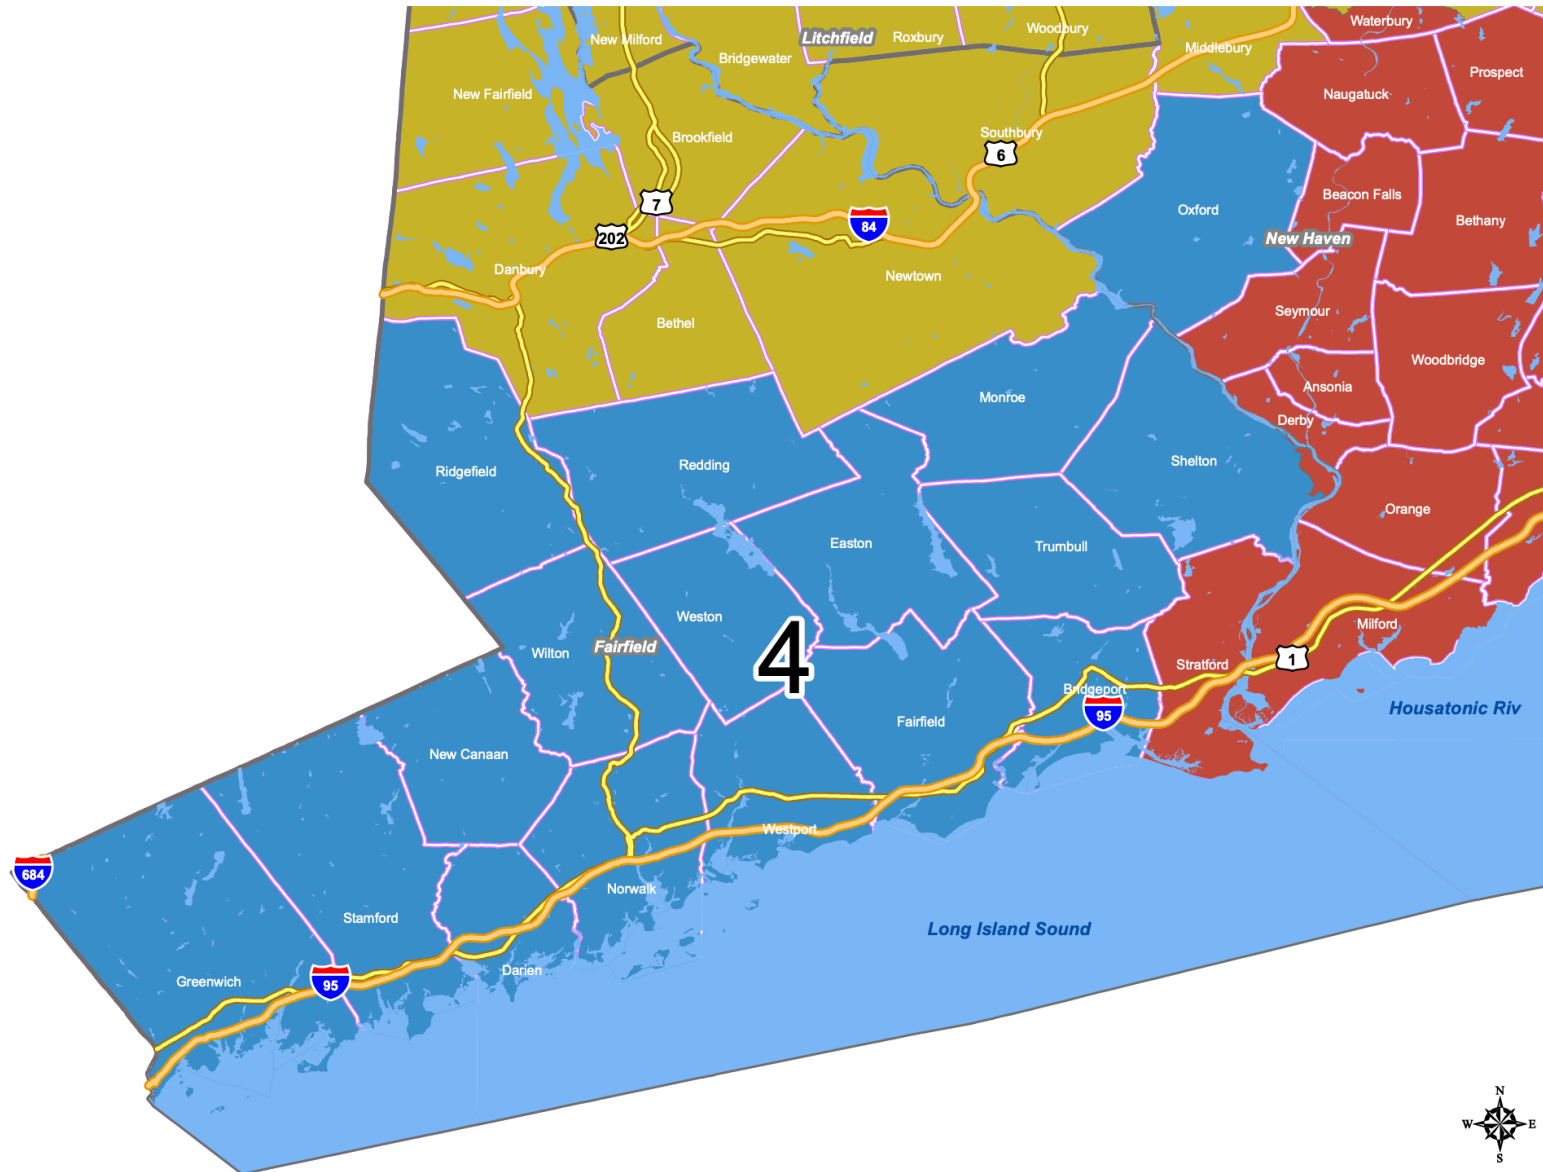 Waterbury
New Milford
Litchfield
Roxbury
Woodbury
Middlebury
Bridgewater
Prospect
New Fairfield
Naugatuck
Brookfield
Southbury
6
Beacon Falls
7
Oxford
Bethany
84
202
New Haven
Danbury
Newtown
Seymour
Bethel
Woodbridge
Ansonia
Monroe
Derby
Ridgefield
Redding
Shelton
Orange
Easton
Trumbull
Weston
Milford
Fairfield
Wilton
4
1
Stratford
Bridgeport
Housatonic Riv
95
Fairfield
New Canaan
Westport
684
Norwalk
Stamford
Long Island Sound
Darien
Greenwich
95
N
W
E
S